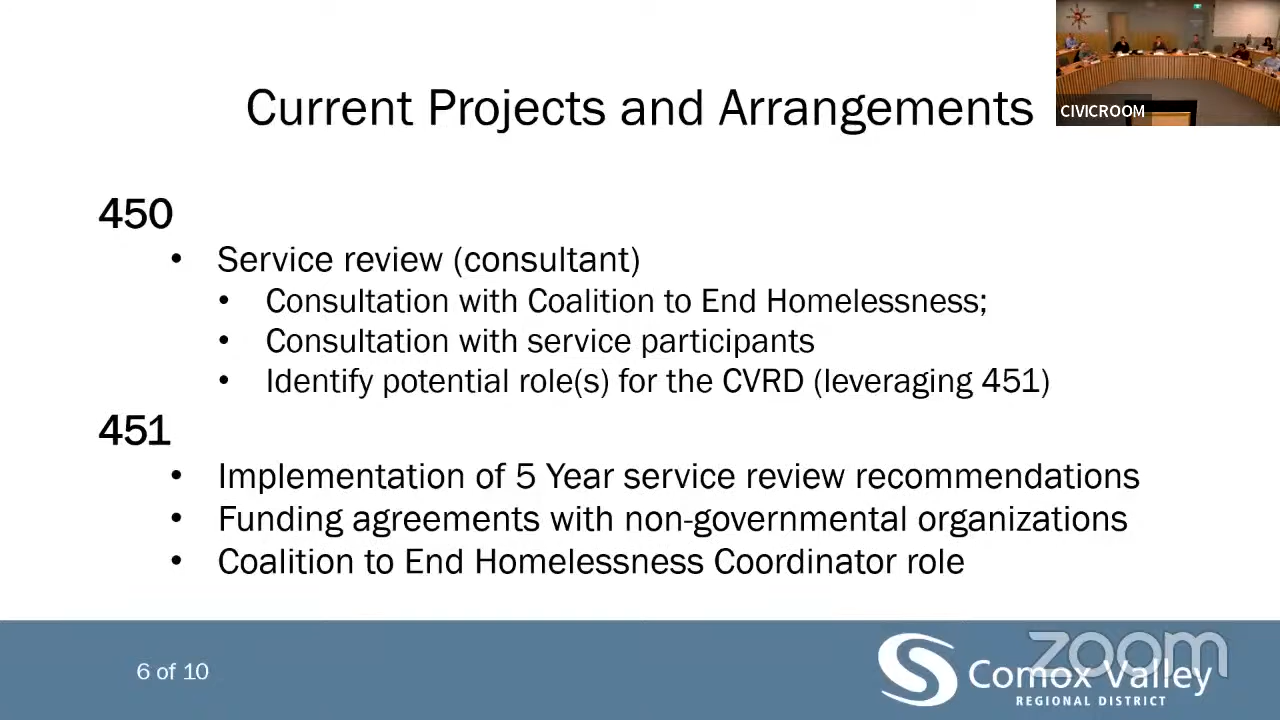 Current Projects and Arrangements
CIVICROOM
450
• Service review (consultant)
• Consultation with Coalition to End Homelessness;
• Consultation with service participants
• Identify potential role(s) for the CVRD (leveraging 451)
451
• Implementation of 5 Year service review recommendations
• Funding agreements with non-governmental organizations
• Coalition to End Homelessness Coordinator role
6 of 10
zoom
Comox Valley
REGIONAL DISTRICT